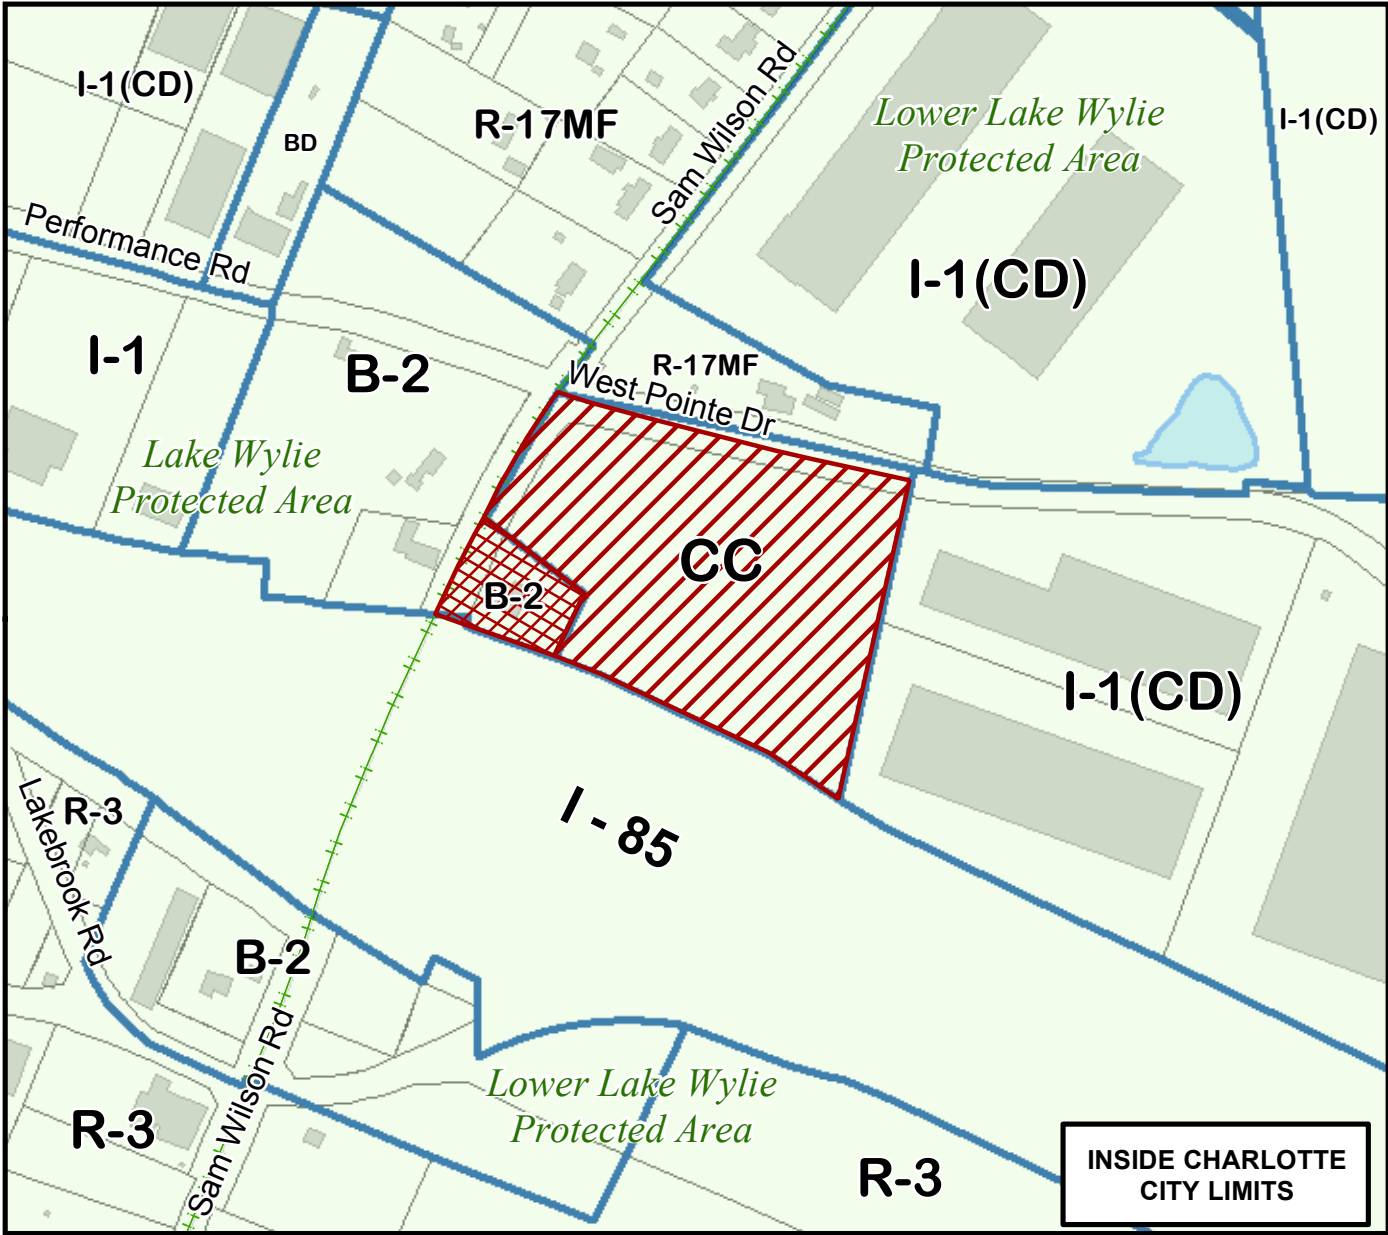 I-1(CD)
BD
R-17MF
Sam Wilson Rd
Lower Lake Wylie
Protected Area
I-1(CD)
I-1(CD)
Performance Rd
I-1
B-2
R-17MF
West Pointe Dr
Lake Wylie
Protected Area
CC
B-2
I-1(CD)
I - 85
R-3
Lakebrook Rd
B-2
Sam Wilson Rd
Lower Lake Wylie
Protected Area
R-3
R-3
INSIDE CHARLOTTE
CITY LIMITS